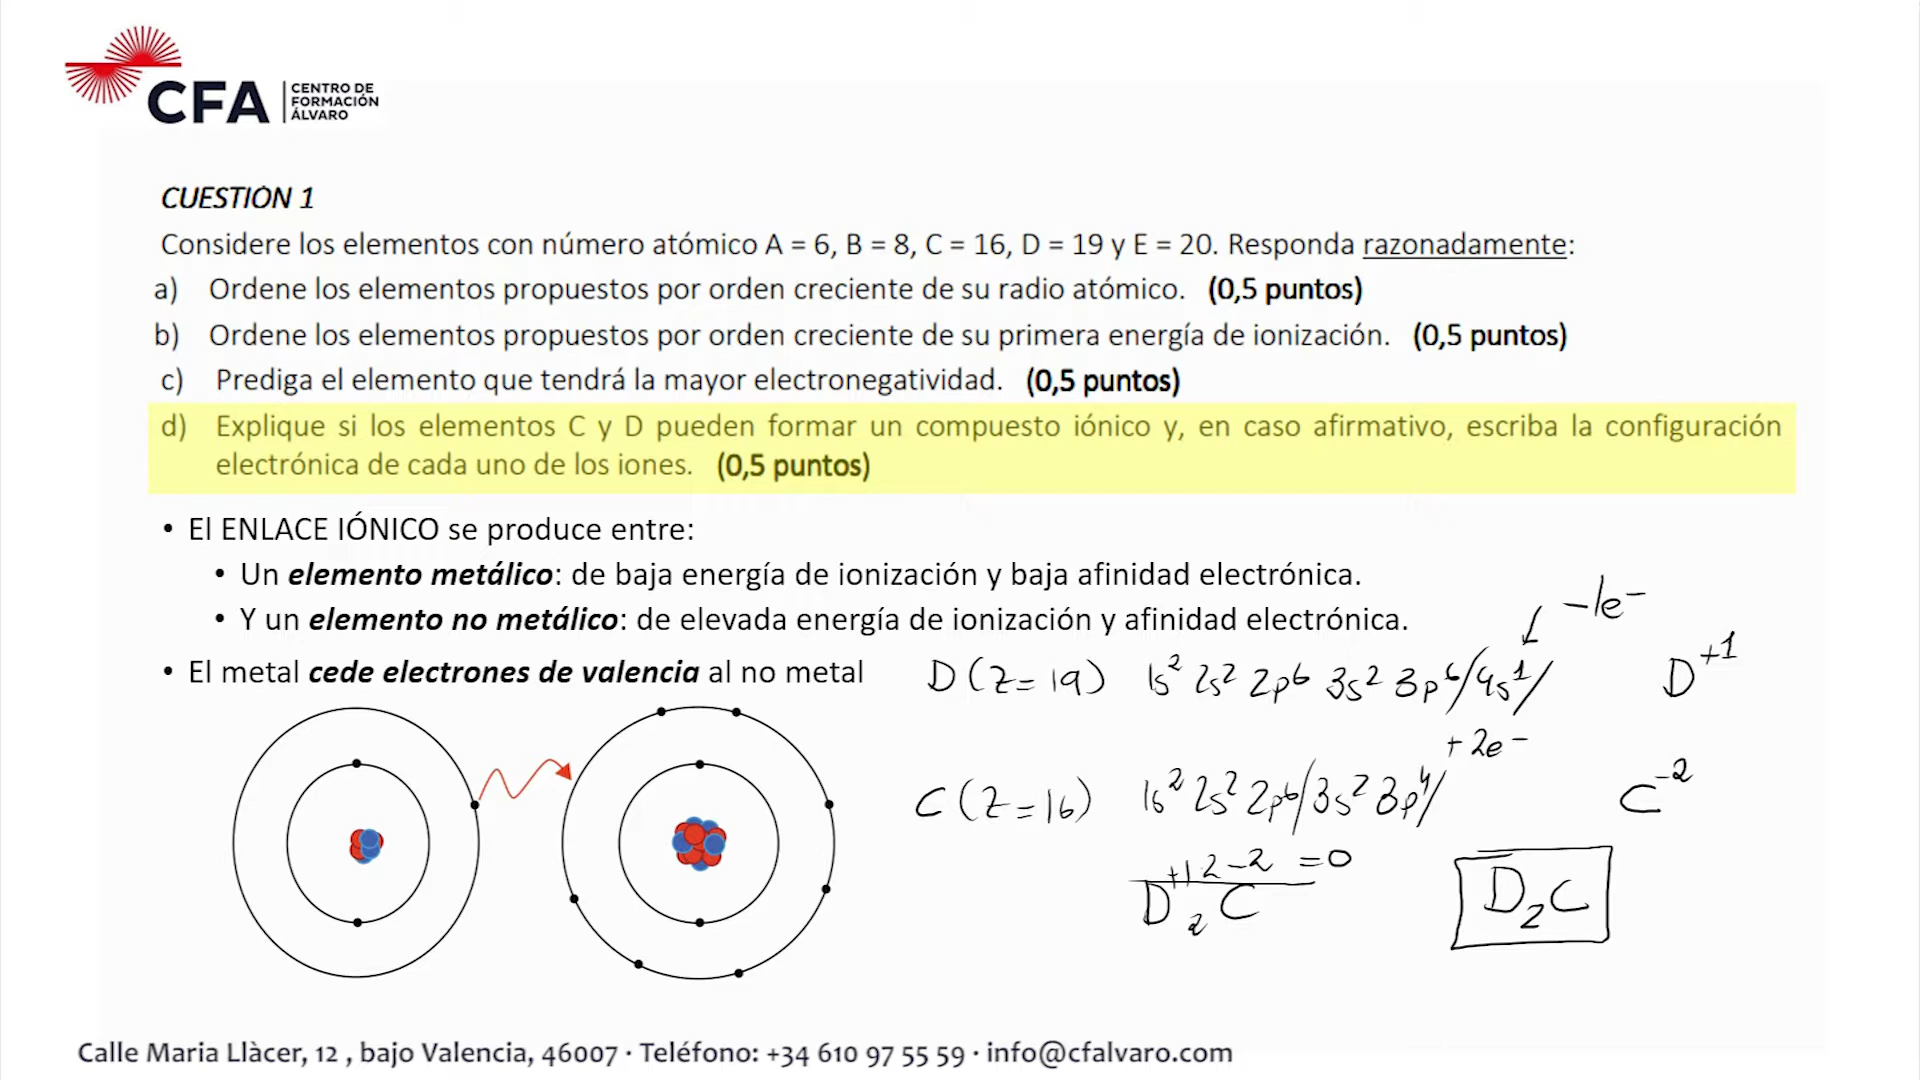 CFA
CENTRO DE
FORMACIÓN
ÁLVARO
CUESTIÓN 1
Considere los elementos con número atómico A = 6, B = 8, C = 16, D = 19 y E = 20. Responda razonadamente:
a) Ordene los elementos propuestos por orden creciente de su radio atómico. (0,5 puntos)
b) Ordene los elementos propuestos por orden creciente de su primera energía de ionización. (0,5 puntos)
c) Prediga el elemento que tendrá la mayor electronegatividad. (0,5 puntos)
d) Explique si los elementos C y D pueden formar un compuesto iónico y, en caso afirmativo, escriba la configuración
electrónica de cada uno de los iones. (0,5 puntos)
• El ENLACE IÓNICO se produce entre:
• Un elemento metálico: de baja energía de ionización y baja afinidad electrónica.
• Y un elemento no metálico: de elevada energía de ionización y afinidad electrónica.
• El metal cede electrones de valencia al no metal
-1e⁻
D (Z=19) 1s² 2s² 2p⁶ 3s² 3p⁶/4s¹/ D⁺¹
+2e⁻
C (Z=16) 1s² 2s² 2p⁶/3s² 3p⁴/ C⁻²
+1·2-2 =0
D₂C
D₂C
Calle Maria Llàcer, 12 , bajo Valencia, 46007 · Teléfono: +34 610 97 55 59 · info@cfalvaro.com